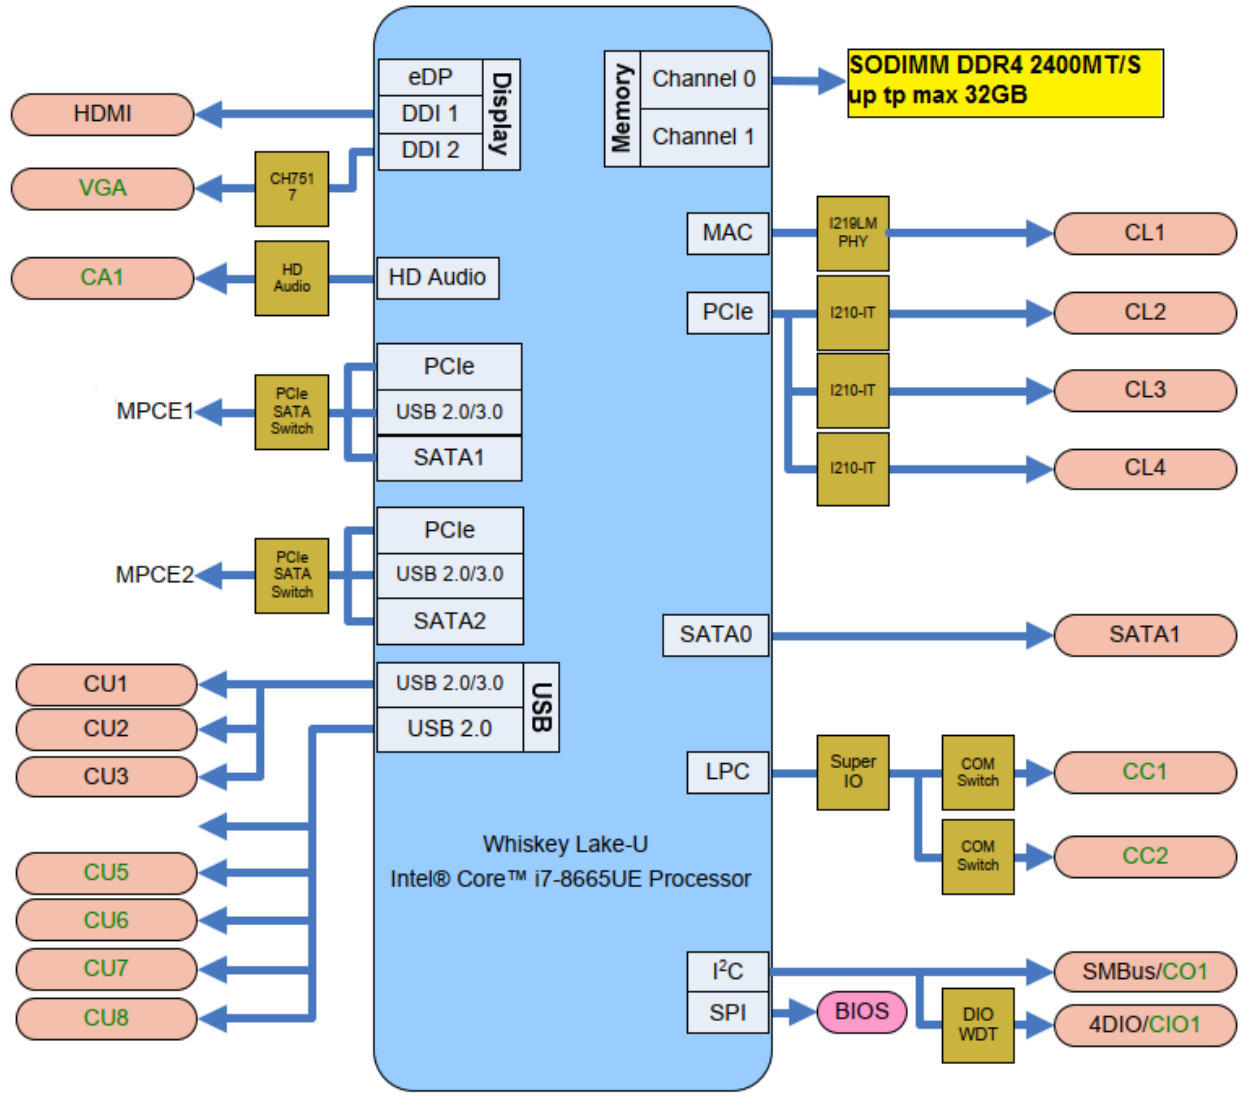 HDMI
VGA
CH751
7
CA1
HD
Audio
eDP
DDI 1
DDI 2
Display
HD Audio
MPCE1
PCIe
SATA
Switch
PCIe
USB 2.0/3.0
SATA1
MPCE2
PCIe
SATA
Switch
PCIe
USB 2.0/3.0
SATA2
CU1
CU2
CU3
CU5
CU6
CU7
CU8
USB 2.0/3.0
USB 2.0
USB
Whiskey Lake-U
Intel® Core™ i7-8665UE Processor
Memory
Channel 0
Channel 1
SODIMM DDR4 2400MT/S
up tp max 32GB
MAC
I219LM
PHY
CL1
PCIe
I210-IT
CL2
I210-IT
CL3
I210-IT
CL4
SATA0
SATA1
LPC
Super
IO
COM
Switch
CC1
COM
Switch
CC2
I²C
SMBus/CO1
SPI
BIOS
DIO
WDT
4DIO/CIO1